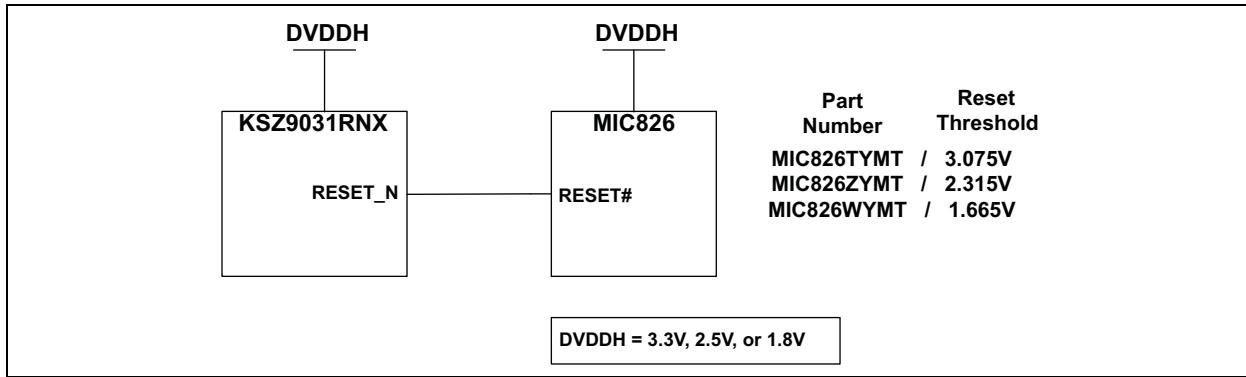 DVDDH
DVDDH
KSZ9031RNX
MIC826
RESET_N
RESET#
Part
Number
Reset
Threshold
MIC826TYMT / 3.075V
MIC826ZYMT / 2.315V
MIC826WYMT / 1.665V
DVDDH = 3.3V, 2.5V, or 1.8V